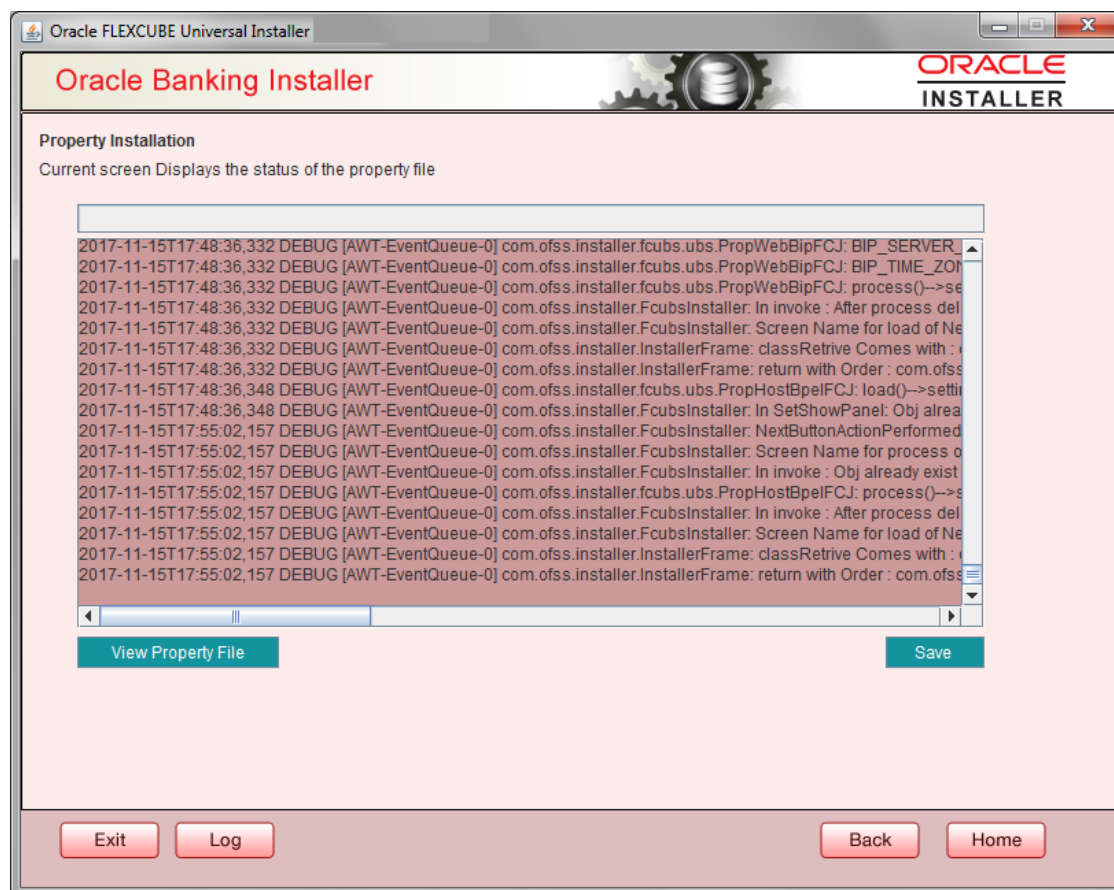 Oracle FLEXCUBE Universal Installer
Oracle Banking Installer
ORACLE
INSTALLER
Property Installation
Current screen Displays the status of the property file
2017-11-15T17:48:36,332 DEBUG [AWT-EventQueue-0] com.ofss.installer.fcubs.ubs.PropWebBipFCJ: BIP_SERVER_
2017-11-15T17:48:36,332 DEBUG [AWT-EventQueue-0] com.ofss.installer.fcubs.ubs.PropWebBipFCJ: BIP_TIME_ZON
2017-11-15T17:48:36,332 DEBUG [AWT-EventQueue-0] com.ofss.installer.fcubs.ubs.PropWebBipFCJ: process()-->se
2017-11-15T17:48:36,332 DEBUG [AWT-EventQueue-0] com.ofss.installer.FcubsInstaller: In invoke : After process del
2017-11-15T17:48:36,332 DEBUG [AWT-EventQueue-0] com.ofss.installer.FcubsInstaller: Screen Name for load of Ne
2017-11-15T17:48:36,332 DEBUG [AWT-EventQueue-0] com.ofss.installer.InstallerFrame: classRetrive Comes with :
2017-11-15T17:48:36,332 DEBUG [AWT-EventQueue-0] com.ofss.installer.InstallerFrame: return with Order : com.ofss
2017-11-15T17:48:36,348 DEBUG [AWT-EventQueue-0] com.ofss.installer.fcubs.ubs.PropHostBpelFCJ: load()-->settin
2017-11-15T17:48:36,348 DEBUG [AWT-EventQueue-0] com.ofss.installer.FcubsInstaller: In SetShowPanel: Obj alrea
2017-11-15T17:55:02,157 DEBUG [AWT-EventQueue-0] com.ofss.installer.FcubsInstaller: NextButtonActionPerformed
2017-11-15T17:55:02,157 DEBUG [AWT-EventQueue-0] com.ofss.installer.FcubsInstaller: Screen Name for process o
2017-11-15T17:55:02,157 DEBUG [AWT-EventQueue-0] com.ofss.installer.FcubsInstaller: In invoke : Obj already exist
2017-11-15T17:55:02,157 DEBUG [AWT-EventQueue-0] com.ofss.installer.fcubs.ubs.PropHostBpelFCJ: process()-->s
2017-11-15T17:55:02,157 DEBUG [AWT-EventQueue-0] com.ofss.installer.FcubsInstaller: In invoke : After process del
2017-11-15T17:55:02,157 DEBUG [AWT-EventQueue-0] com.ofss.installer.FcubsInstaller: Screen Name for load of Ne
2017-11-15T17:55:02,157 DEBUG [AWT-EventQueue-0] com.ofss.installer.InstallerFrame: classRetrive Comes with :
2017-11-15T17:55:02,157 DEBUG [AWT-EventQueue-0] com.ofss.installer.InstallerFrame: return with Order : com.ofss
View Property File
Save
Exit
Log
Back
Home